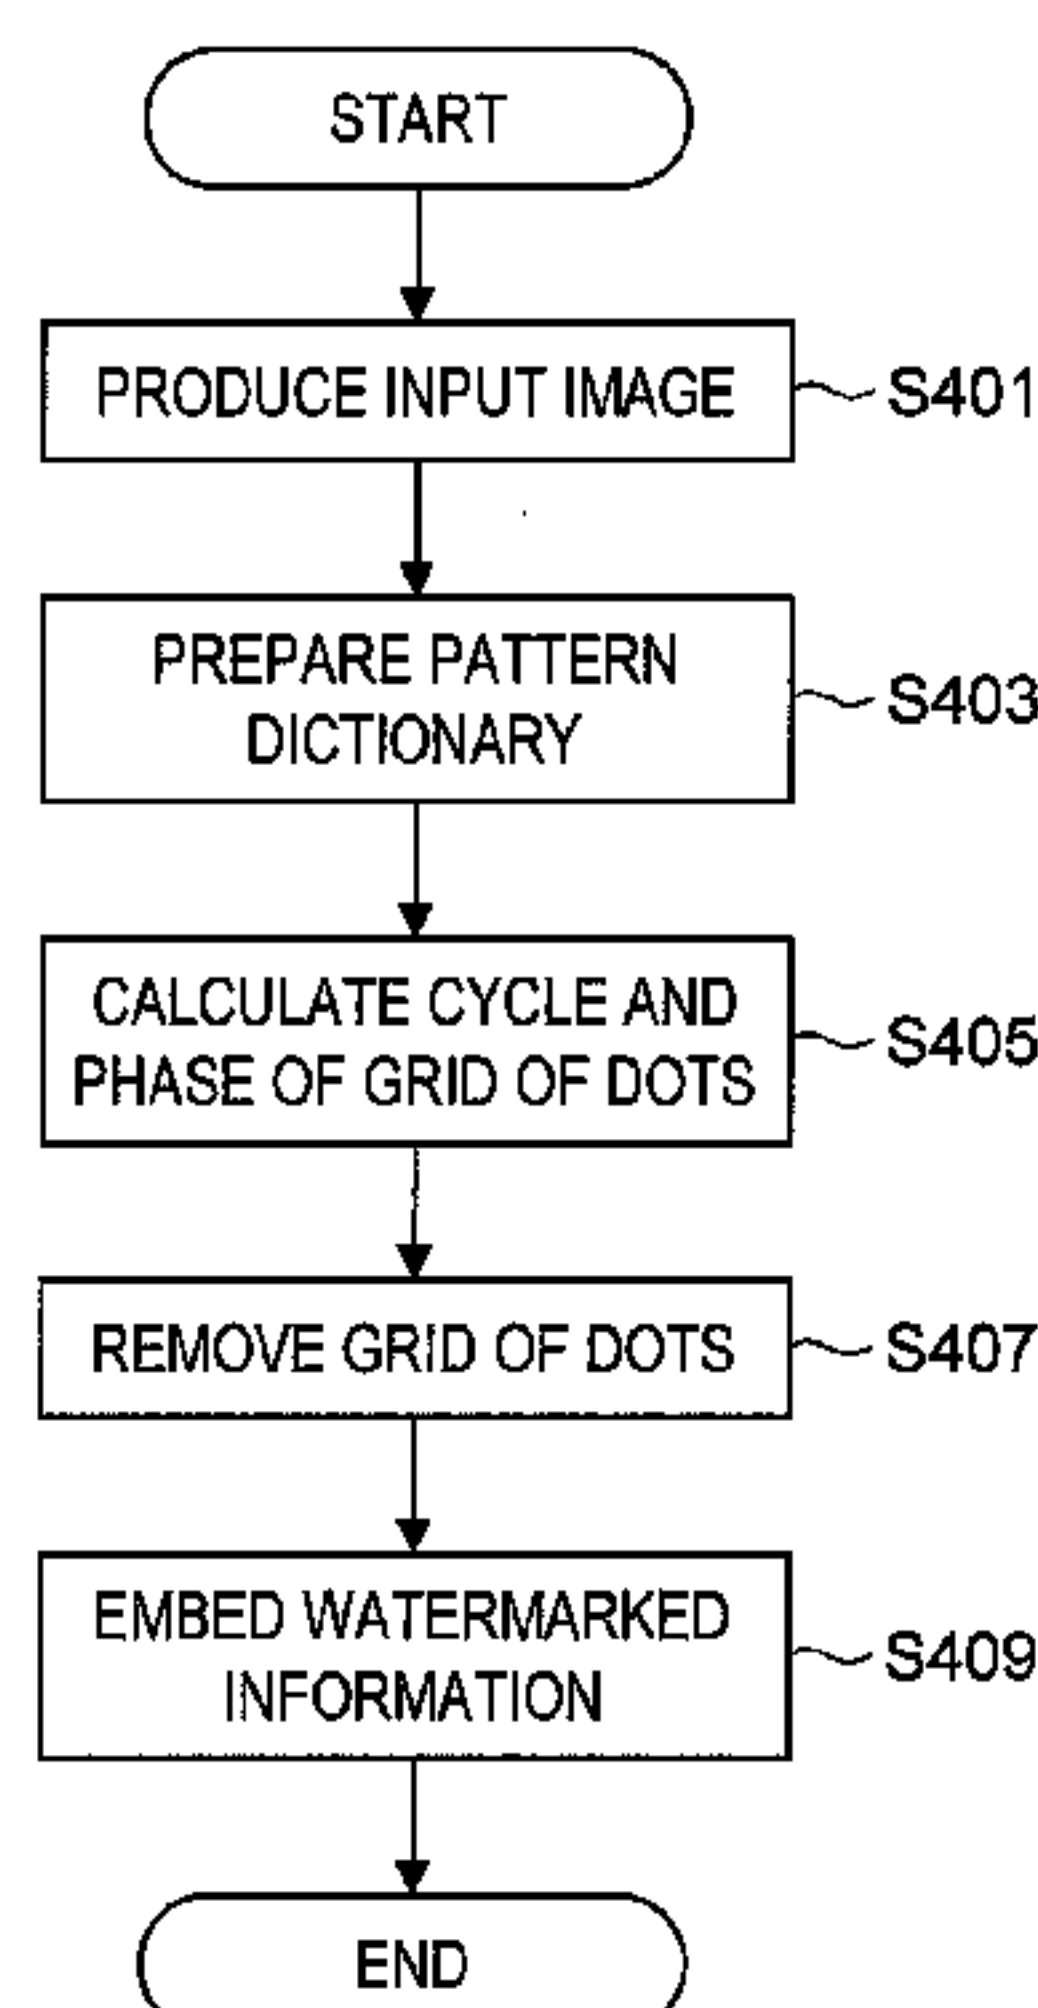 START
PRODUCE INPUT IMAGE
S401
PREPARE PATTERN
DICTIONARY
S403
CALCULATE CYCLE AND
PHASE OF GRID OF DOTS
S405
REMOVE GRID OF DOTS
S407
EMBED WATERMARKED
INFORMATION
S409
END